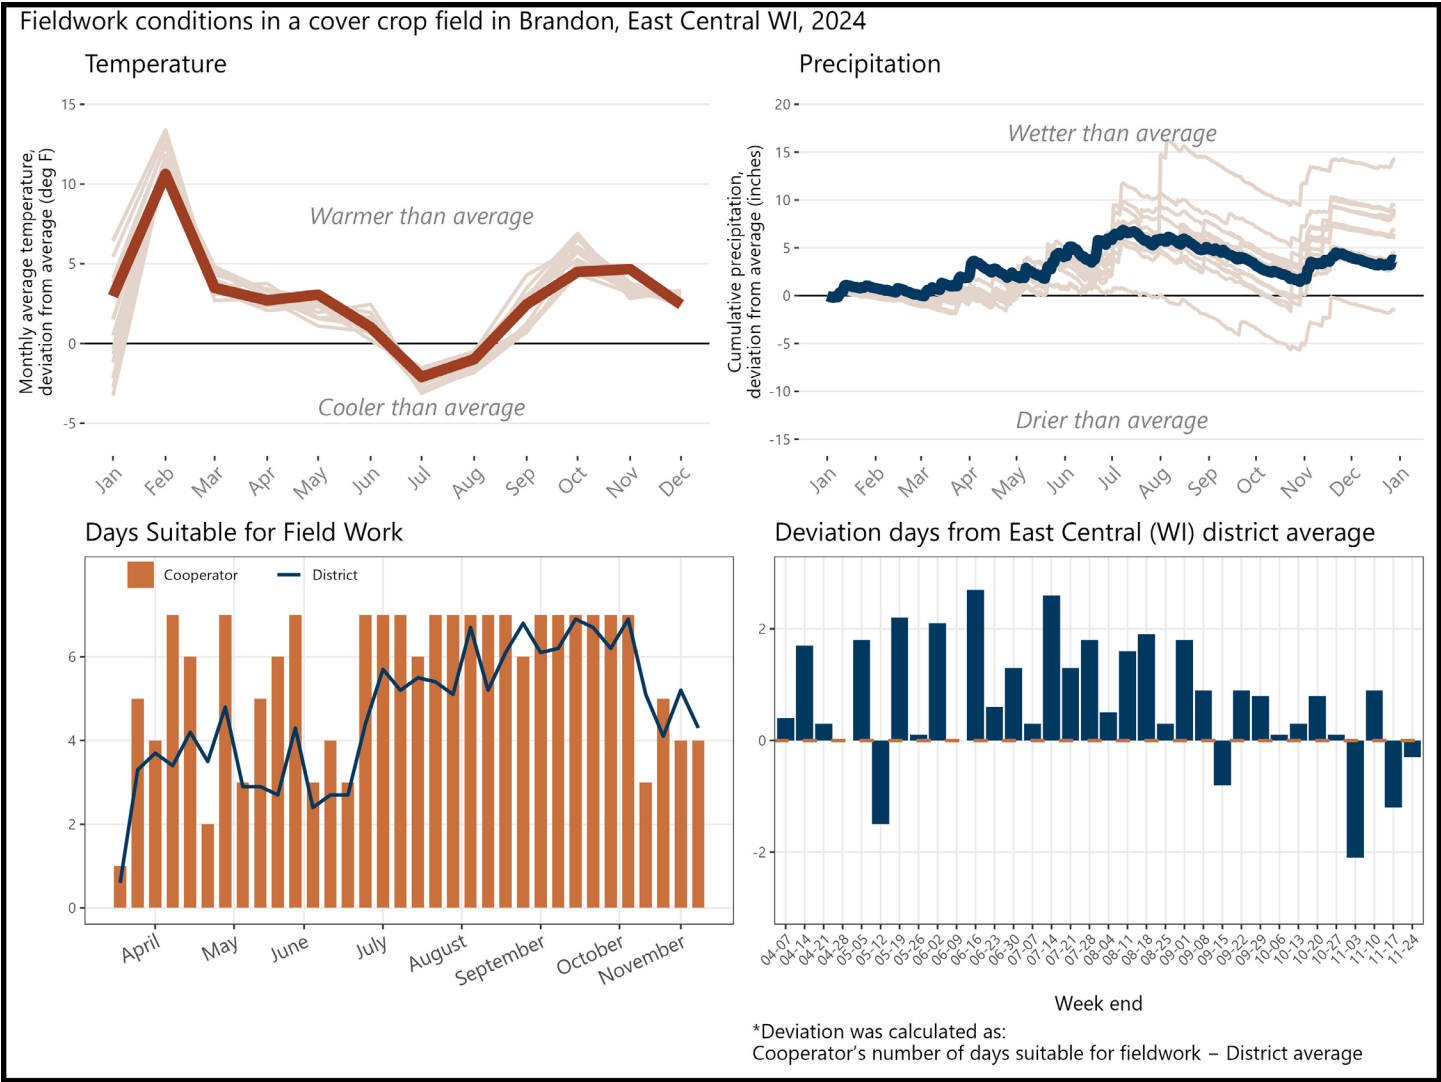 Fieldwork conditions in a cover crop field in Brandon, East Central WI, 2024
Temperature
Monthly average temperature,
deviation from average (deg F)
15
10
5
0
-5
Warmer than average
Cooler than average
Jan
Feb
Mar
Apr
May
Jun
Jul
Aug
Sep
Oct
Nov
Dec
Precipitation
Cumulative precipitation,
deviation from average (inches)
20
15
10
5
0
-5
-10
-15
Wetter than average
Drier than average
Jan
Feb
Mar
Apr
May
Jun
Jul
Aug
Sep
Oct
Nov
Dec
Jan
Days Suitable for Field Work
Cooperator
District
6
4
2
0
April
May
June
July
August
September
October
November
Deviation days from East Central (WI) district average
2
0
-2
04-07
04-14
04-21
04-28
05-05
05-12
05-19
05-26
06-02
06-09
06-16
06-23
06-30
07-07
07-14
07-21
07-28
08-04
08-11
08-18
08-25
09-01
09-08
09-15
09-22
09-29
10-06
10-13
10-20
10-27
11-03
11-10
11-17
11-24
Week end
*Deviation was calculated as:
Cooperator's number of days suitable for fieldwork – District average